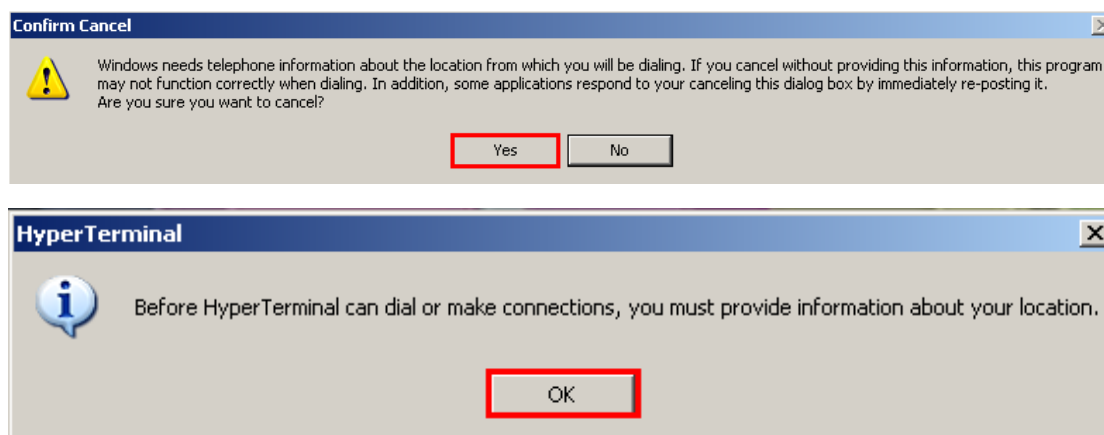 Confirm Cancel
Windows needs telephone information about the location from which you will be dialing. If you cancel without providing this information, this program
may not function correctly when dialing. In addition, some applications respond to your canceling this dialog box by immediately re-posting it.
Are you sure you want to cancel?
Yes No
HyperTerminal
Before HyperTerminal can dial or make connections, you must provide information about your location.
OK